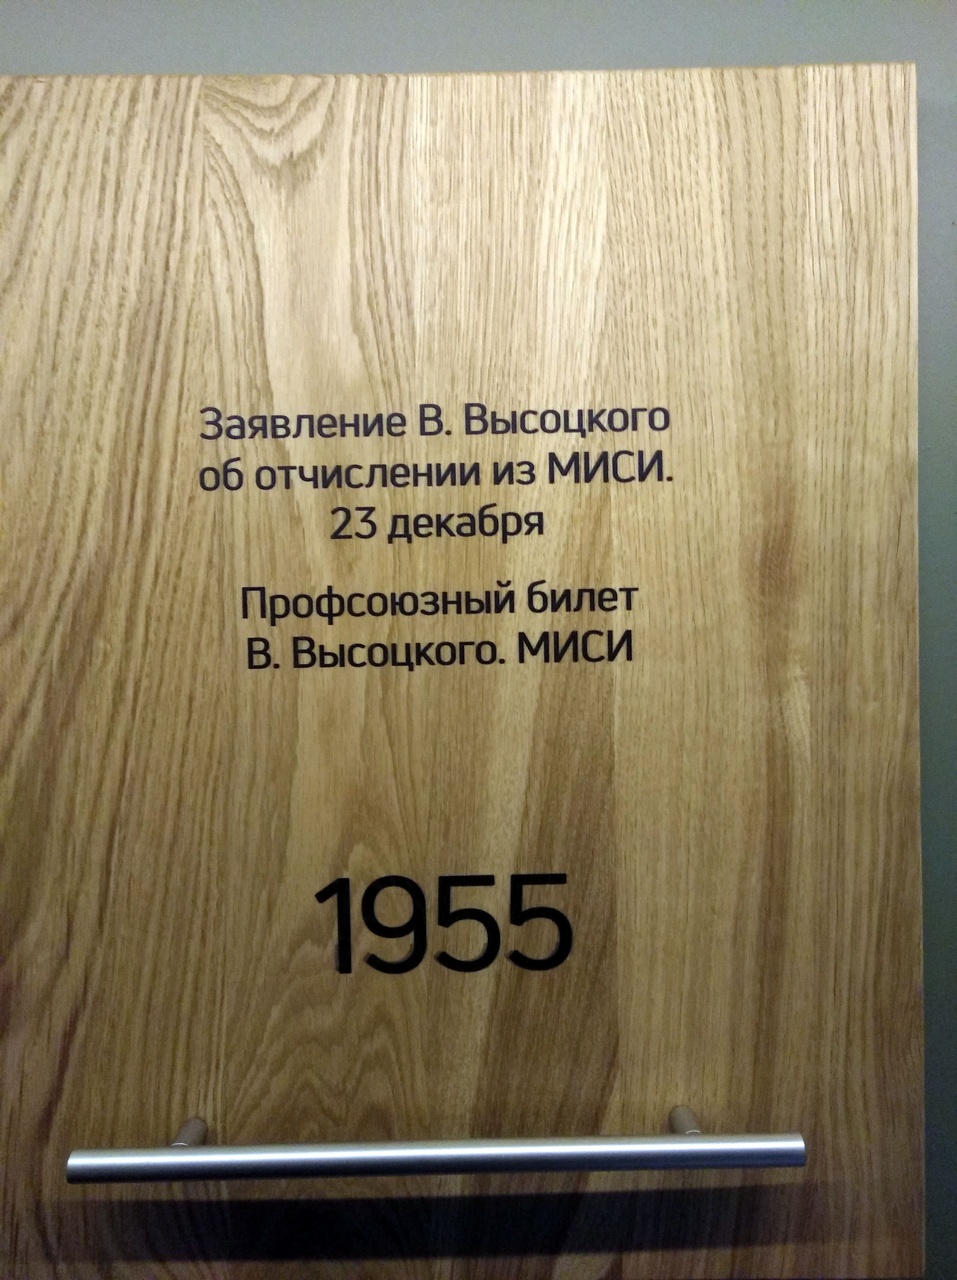 Заявление В. Высоцкого
об отчислении из МИСИ.
23 декабря
Профсоюзный билет
В. Высоцкого. МИСИ
1955